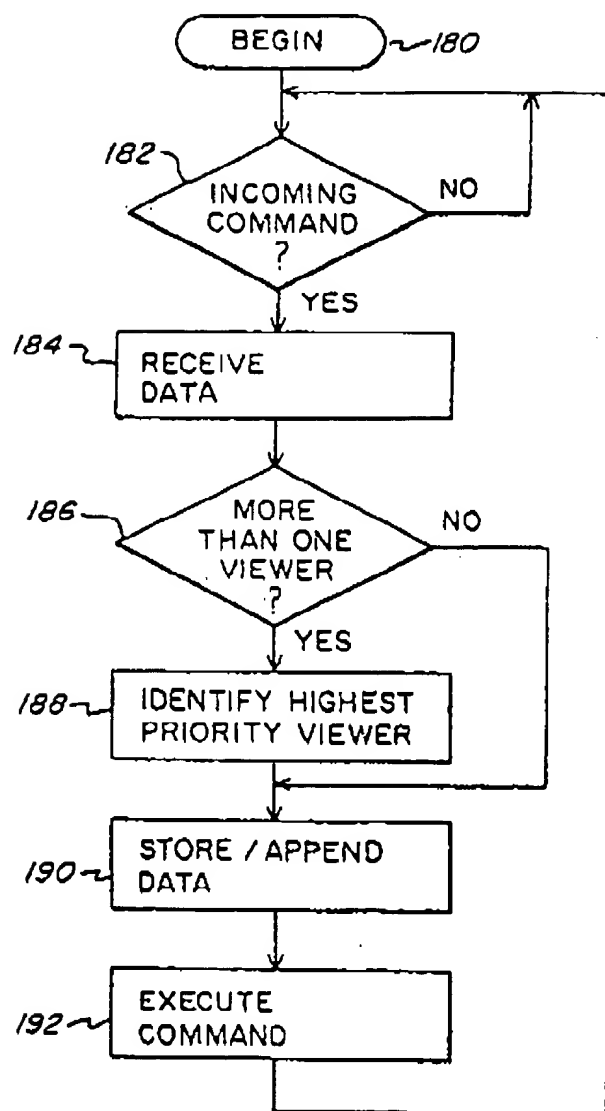 BEGIN 180
182
INCOMING
COMMAND
?
NO
YES
184
RECEIVE
DATA
186
MORE
THAN ONE
VIEWER
?
NO
YES
188
IDENTIFY HIGHEST
PRIORITY VIEWER
190
STORE / APPEND
DATA
192
EXECUTE
COMMAND